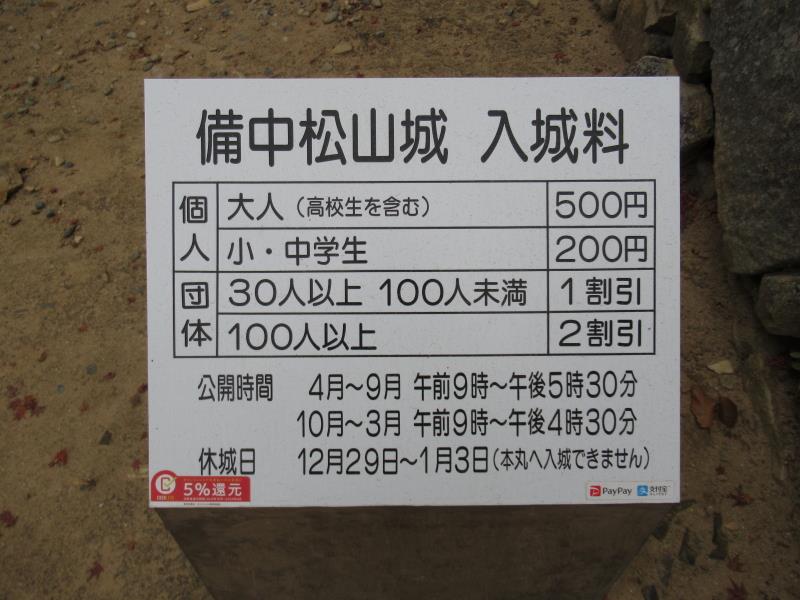 備中松山城 入城料
個人 大人（高校生を含む） 500円
小・中学生 200円
団体 30人以上 100人未満 1割引
100人以上 2割引
公開時間 4月～9月 午前9時～午後5時30分
10月～3月 午前9時～午後4時30分
休城日 12月29日～1月3日（本丸へ入城できません）
5%還元
PayPay 支付宝